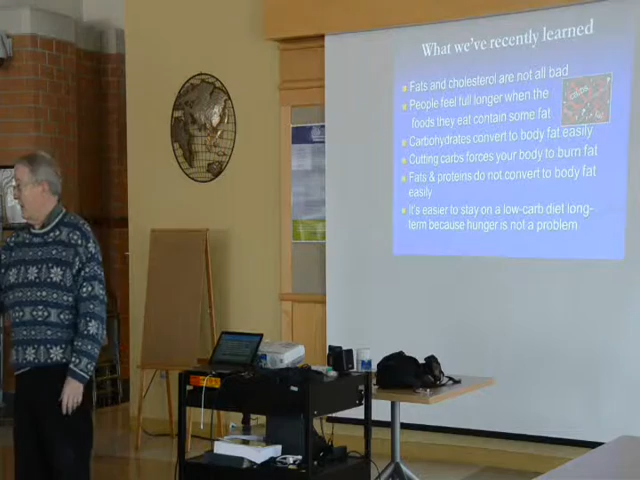 What we've recently learned
Fats and cholesterol are not all bad
People feel full longer when the
foods they eat contain some fat
Carbohydrates convert to body fat easily
Cutting carbs forces your body to burn fat
Fats & proteins do not convert to body fat
easily
It's easier to stay on a low-carb diet long-
term because hunger is not a problem